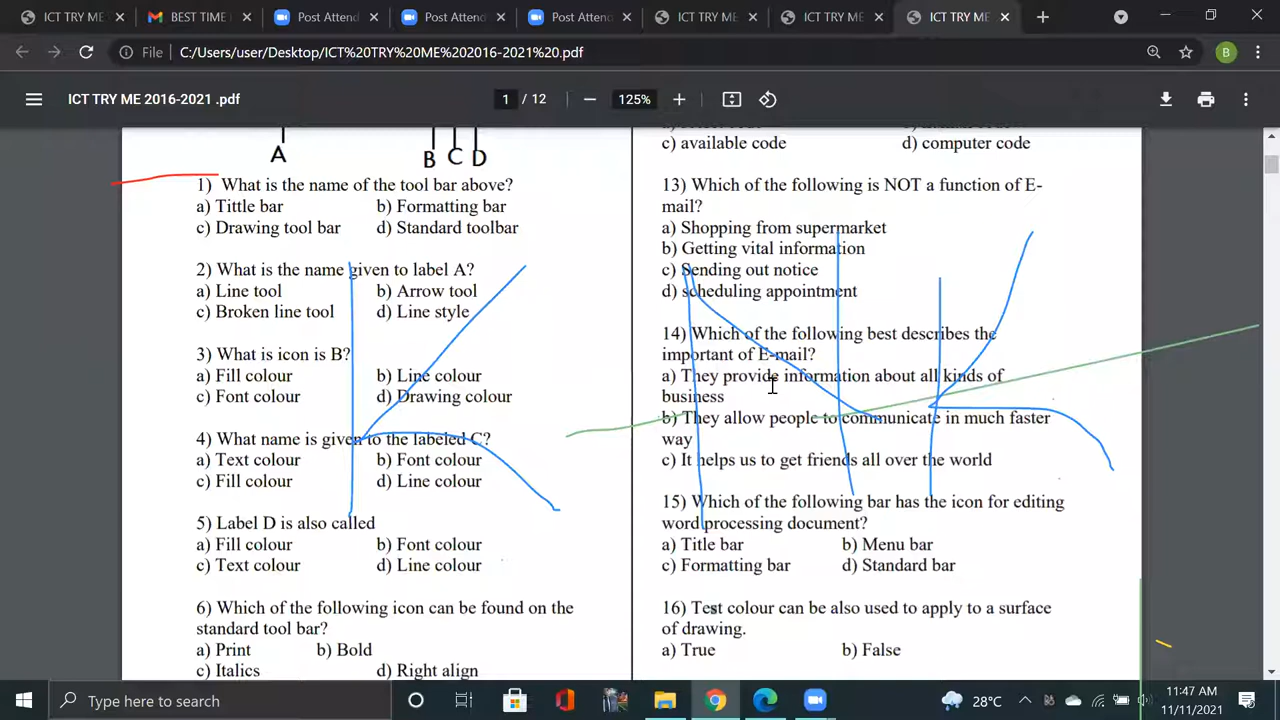 ICT TRY ME
BEST TIME
Post Attend
Post Attend
Post Attend
ICT TRY ME
ICT TRY ME
ICT TRY ME
File
C:/Users/user/Desktop/ICT%20TRY%20ME%202016-2021%20.pdf
B
ICT TRY ME 2016-2021 .pdf
1 / 12
125%
A
B C D
1) What is the name of the tool bar above?
a) Tittle bar b) Formatting bar
c) Drawing tool bar d) Standard toolbar
2) What is the name given to label A?
a) Line tool b) Arrow tool
c) Broken line tool d) Line style
3) What is icon is B?
a) Fill colour b) Line colour
c) Font colour d) Drawing colour
4) What name is given to the labeled C?
a) Text colour b) Font colour
c) Fill colour d) Line colour
5) Label D is also called
a) Fill colour b) Font colour
c) Text colour d) Line colour
6) Which of the following icon can be found on the
standard tool bar?
a) Print b) Bold
c) Italics d) Right align
c) available code d) computer code
13) Which of the following is NOT a function of E-
mail?
a) Shopping from supermarket
b) Getting vital information
c) Sending out notice
d) scheduling appointment
14) Which of the following best describes the
important of E-mail?
a) They provide information about all kinds of
business
b) They allow people to communicate in much faster
way
c) It helps us to get friends all over the world
15) Which of the following bar has the icon for editing
word processing document?
a) Title bar b) Menu bar
c) Formatting bar d) Standard bar
16) Test colour can be also used to apply to a surface
of drawing.
a) True b) False
Type here to search
28°C
11:47 AM
11/11/2021